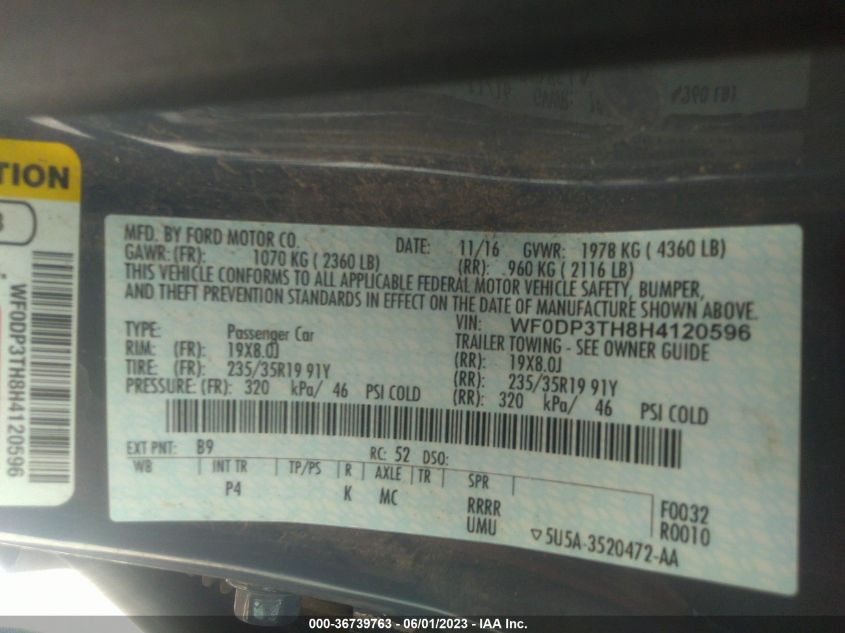 TION
WF0DP3TH8H4120596
MFD. BY FORD MOTOR CO. DATE: 11/16 GVWR: 1978 KG ( 4360 LB)
GAWR: (FR): 1070 KG ( 2360 LB) (RR): 960 KG ( 2116 LB)
THIS VEHICLE CONFORMS TO ALL APPLICABLE FEDERAL MOTOR VEHICLE SAFETY, BUMPER,
AND THEFT PREVENTION STANDARDS IN EFFECT ON THE DATE OF MANUFACTURE SHOWN ABOVE.
VIN: WF0DP3TH8H4120596
TYPE: Passenger Car TRAILER TOWING - SEE OWNER GUIDE
RIM: (FR): 19X8.0J (RR): 19X8.0J
TIRE: (FR): 235/35R19 91Y (RR): 235/35R19 91Y
PRESSURE: (FR): 320 kPa/ 46 PSI COLD (RR): 320 kPa/ 46 PSI COLD
EXT PNT: B9 RC: 52 DSO:
WB INT TR TP/PS R AXLE TR SPR
P4 K MC RRRR F0032
UMU R0010
5U5A-3520472-AA
000-36739763 - 06/01/2023 - IAA Inc.